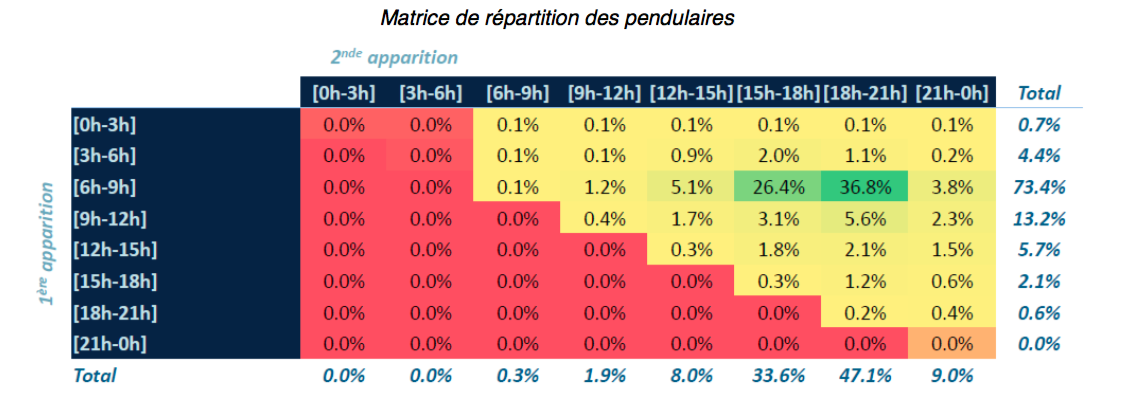 Matrice de répartition des pendulaires
2nde apparition
[0h-3h] [3h-6h] [6h-9h] [9h-12h] [12h-15h] [15h-18h] [18h-21h] [21h-0h] Total
1ère apparition
[0h-3h] 0.0% 0.0% 0.1% 0.1% 0.1% 0.1% 0.1% 0.1% 0.7%
[3h-6h] 0.0% 0.0% 0.1% 0.1% 0.9% 2.0% 1.1% 0.2% 4.4%
[6h-9h] 0.0% 0.0% 0.1% 1.2% 5.1% 26.4% 36.8% 3.8% 73.4%
[9h-12h] 0.0% 0.0% 0.0% 0.4% 1.7% 3.1% 5.6% 2.3% 13.2%
[12h-15h] 0.0% 0.0% 0.0% 0.0% 0.3% 1.8% 2.1% 1.5% 5.7%
[15h-18h] 0.0% 0.0% 0.0% 0.0% 0.0% 0.3% 1.2% 0.6% 2.1%
[18h-21h] 0.0% 0.0% 0.0% 0.0% 0.0% 0.0% 0.2% 0.4% 0.6%
[21h-0h] 0.0% 0.0% 0.0% 0.0% 0.0% 0.0% 0.0% 0.0% 0.0%
Total 0.0% 0.0% 0.3% 1.9% 8.0% 33.6% 47.1% 9.0%